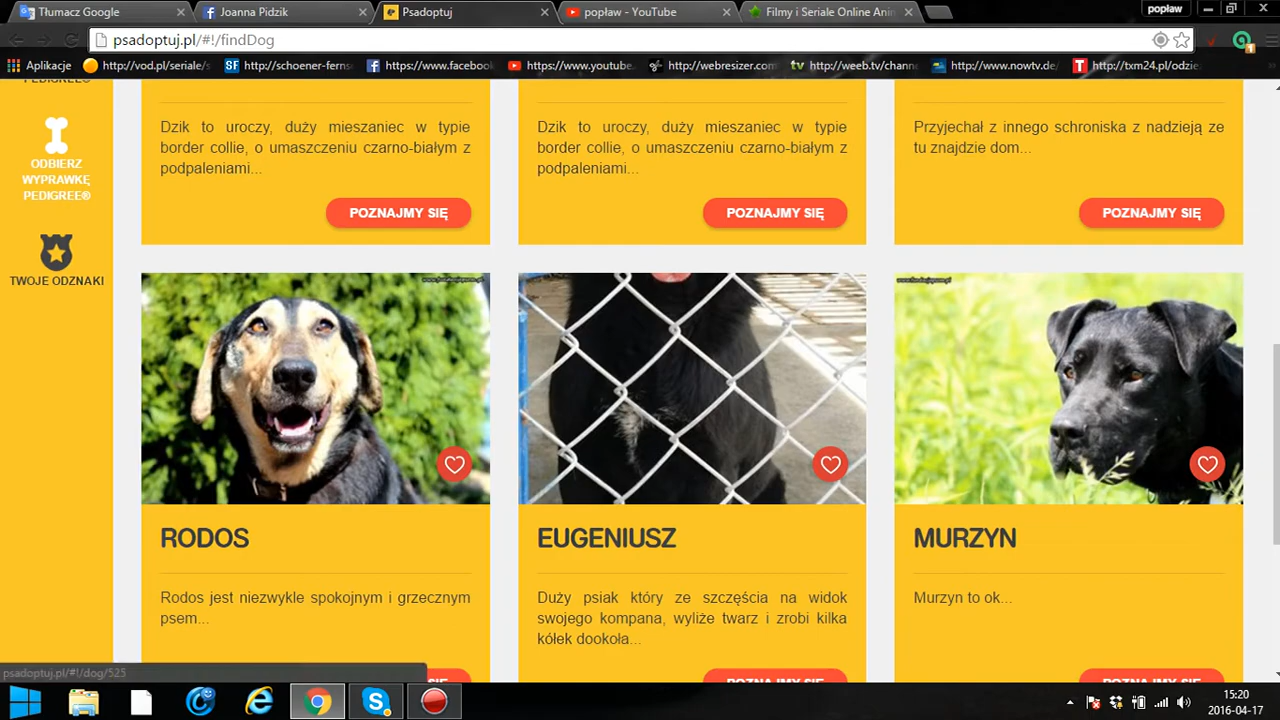 Tłumacz Google
Joanna Pidzik
Psadoptuj
popław - YouTube
Filmy i Seriale Online Ani
popław
psadoptuj.pl/#!/findDog
Aplikacje
http://vod.pl/seriale/s
http://schoener-ferns
https://www.facebook
https://www.youtube.
http://webresizer.com
http://weeb.tv/chann
http://www.nowtv.de/
http://txm24.pl/odzie
PEDIGREE®
ODBIERZ
WYPRAWKĘ
PEDIGREE®
TWOJE ODZNAKI
Dzik to uroczy, duży mieszaniec w typie
border collie, o umaszczeniu czarno-białym z
podpaleniami...
POZNAJMY SIĘ
Dzik to uroczy, duży mieszaniec w typie
border collie, o umaszczeniu czarno-białym z
podpaleniami...
POZNAJMY SIĘ
Przyjechał z innego schroniska z nadzieją ze
tu znajdzie dom...
POZNAJMY SIĘ
RODOS
Rodos jest niezwykle spokojnym i grzecznym
psem...
SIĘ
EUGENIUSZ
Duży psiak który ze szczęścia na widok
swojego kompana, wyliże twarz i zrobi kilka
kółek dookoła...
POZNAJMY SIĘ
MURZYN
Murzyn to ok...
POZNAJMY SIĘ
psadoptuj.pl/#!/dog/525
15:20
2016-04-17